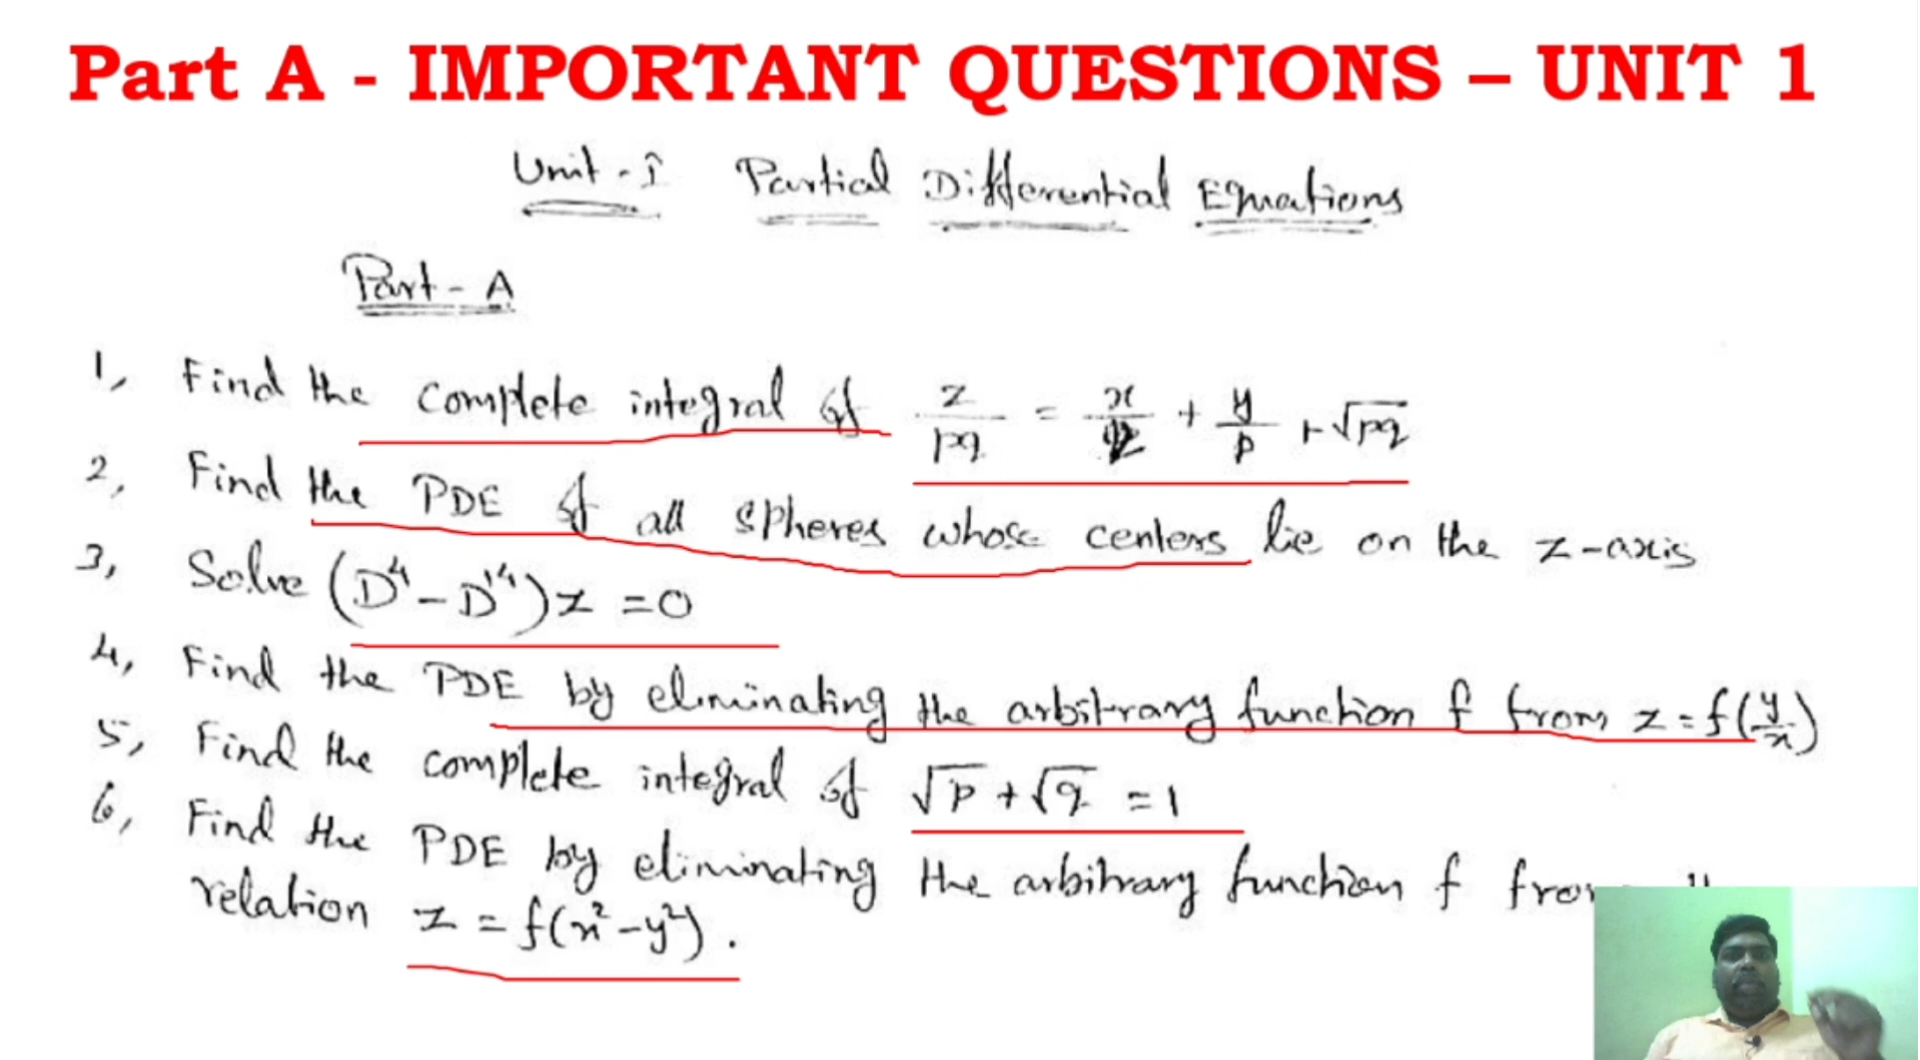 Part A - IMPORTANT QUESTIONS – UNIT 1
Unit - I Partial Differential Equations
Part - A
1, Find the complete integral of z/pq = x/q + y/p + √pq
2, Find the PDE of all spheres whose centers lie on the z-axis
3, Solve (D⁴ - D'⁴)z = 0
4, Find the PDE by eliminating the arbitrary function f from z = f(y/x)
5, Find the complete integral of √p + √q = 1
6, Find the PDE by eliminating the arbitrary function f from
relation z = f(x² - y²).